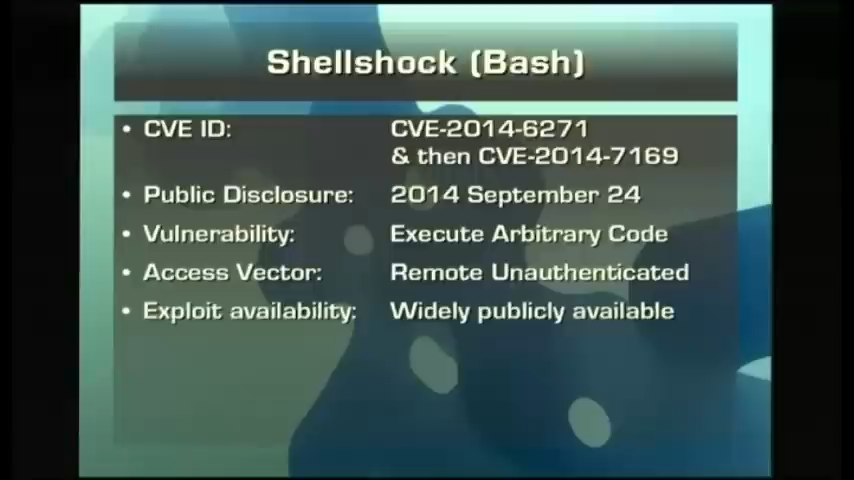 Shellshock (Bash)
• CVE ID: CVE-2014-6271
& then CVE-2014-7169
• Public Disclosure: 2014 September 24
• Vulnerability: Execute Arbitrary Code
• Access Vector: Remote Unauthenticated
• Exploit availability: Widely publicly available